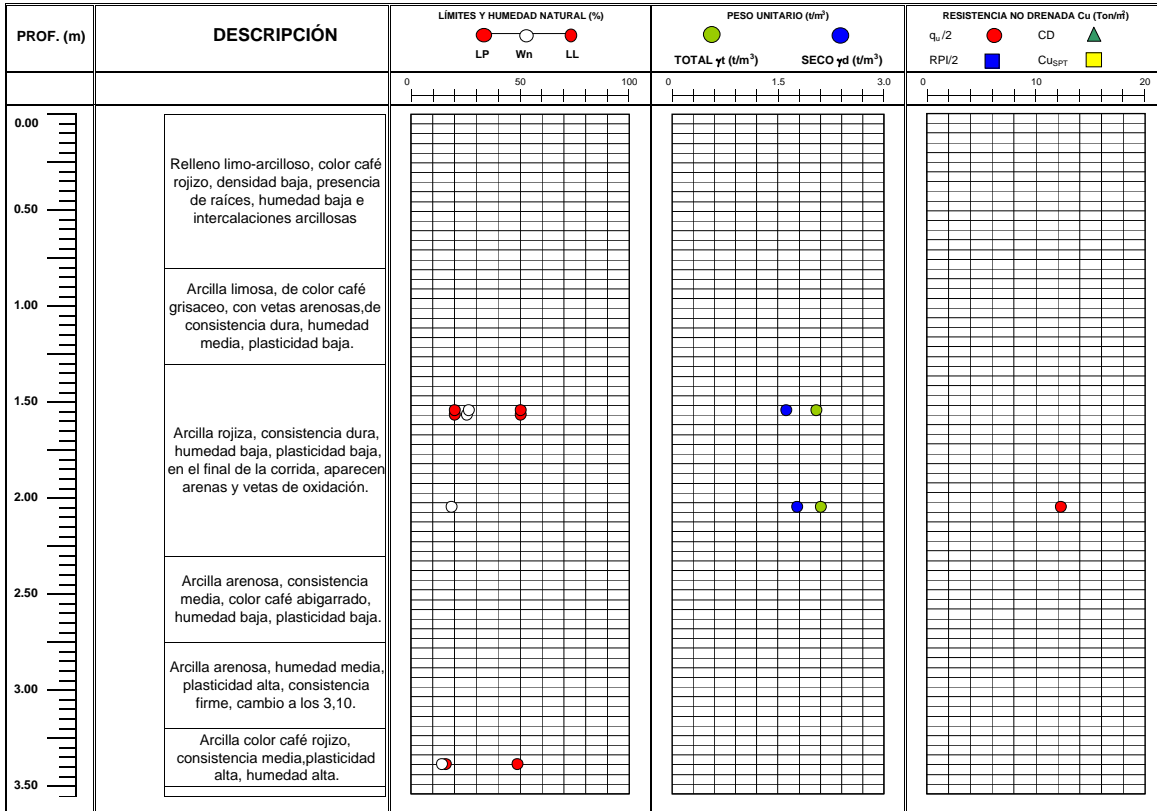 PROF. (m)
DESCRIPCIÓN
LÍMITES Y HUMEDAD NATURAL (%)
LP Wn LL
PESO UNITARIO (t/m³)
TOTAL γt (t/m³) SECO γd (t/m³)
RESISTENCIA NO DRENADA Cu (Ton/m²)
qᵤ/2 CD
RPI/2 Cu_SPT
0 50 100
0 1.5 3.0
0 10 20
0.00
Relleno limo-arcilloso, color café
rojizo, densidad baja, presencia
de raíces, humedad baja e
intercalaciones arcillosas
0.50
Arcilla limosa, de color café
grisaceo, con vetas arenosas,de
consistencia dura, humedad
media, plasticidad baja.
1.00
1.50
Arcilla rojiza, consistencia dura,
humedad baja, plasticidad baja,
en el final de la corrida, aparecen
arenas y vetas de oxidación.
2.00
Arcilla arenosa, consistencia
media, color café abigarrado,
humedad baja, plasticidad baja.
2.50
Arcilla arenosa, humedad media,
plasticidad alta, consistencia
firme, cambio a los 3,10.
3.00
Arcilla color café rojizo,
consistencia media,plasticidad
alta, humedad alta.
3.50